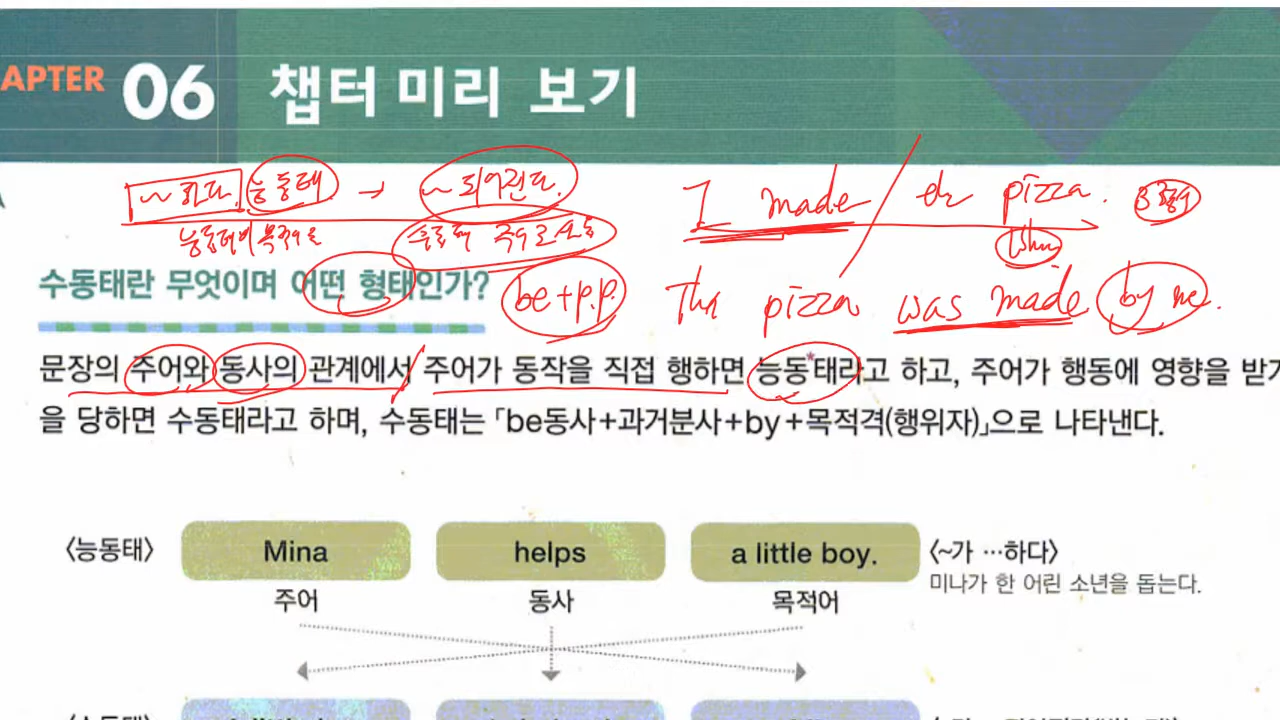 APTER 06 챕터 미리 보기
~ 한다. 능동태 → ~ 되어진다.
능동태의 목적어 수동태 주어로
I made / the pizza. 3형식
수동태란 무엇이며 어떤 형태인가?
be+p.p.
The pizza was made by me.
문장의 주어와 동사의 관계에서 주어가 동작을 직접 행하면 능동*태라고 하고, 주어가 행동에 영향을 받
을 당하면 수동태라고 하며, 수동태는 「be동사+과거분사+by+목적격(행위자)」으로 나타낸다.
〈능동태〉 Mina helps a little boy. 〈~가 …하다〉
미나가 한 어린 소년을 돕는다.
주어 동사 목적어